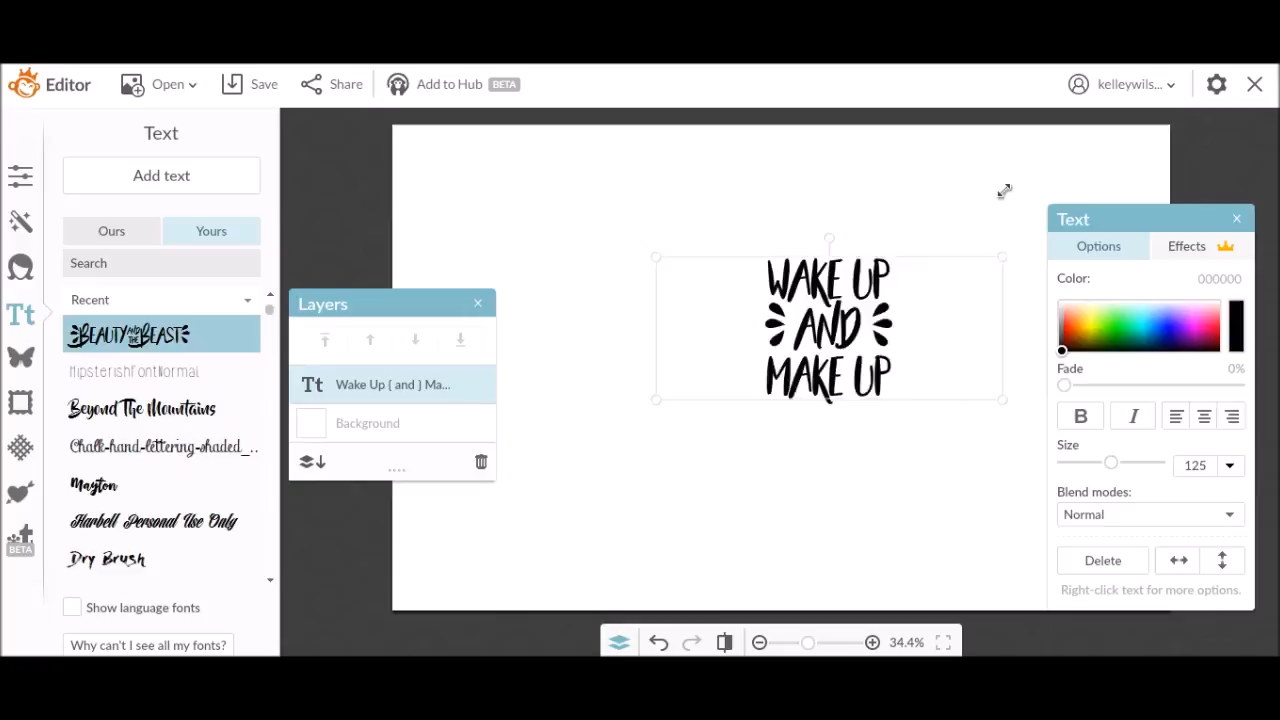 Editor
Open
Save
Share
Add to Hub BETA
kelleywils...
Text
Add text
Ours
Yours
Search
Recent
BEAUTY AND THE BEAST
HipsterishFontNormal
Beyond The Mountains
Chalk-hand-lettering-shaded_..
Mayton
Harbell Personal Use Only
Dry Brush
Show language fonts
Why can't I see all my fonts?
Tt
BETA
Layers
Tt Wake Up { and } Ma...
Background
WAKE UP
AND
MAKE UP
Text
Options
Effects
Color: 000000
Fade 0%
B I
Size
125
Blend modes:
Normal
Delete
Right-click text for more options.
34.4%